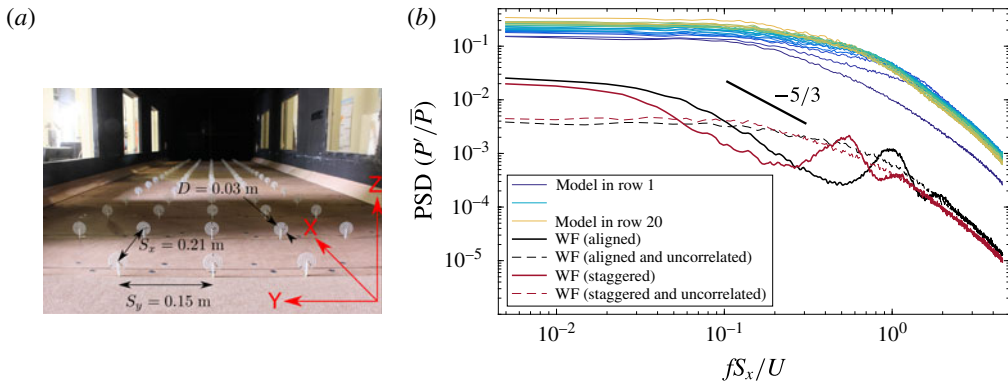 (a)
D = 0.03 m
S_x = 0.21 m
S_y = 0.15 m
X
Y
Z
(b)
PSD (P′/P̅)
10⁻¹
10⁻²
10⁻³
10⁻⁴
10⁻⁵
−5/3
Model in row 1
Model in row 20
WF (aligned)
WF (aligned and uncorrelated)
WF (staggered)
WF (staggered and uncorrelated)
10⁻²
10⁻¹
10⁰
fS_x/U